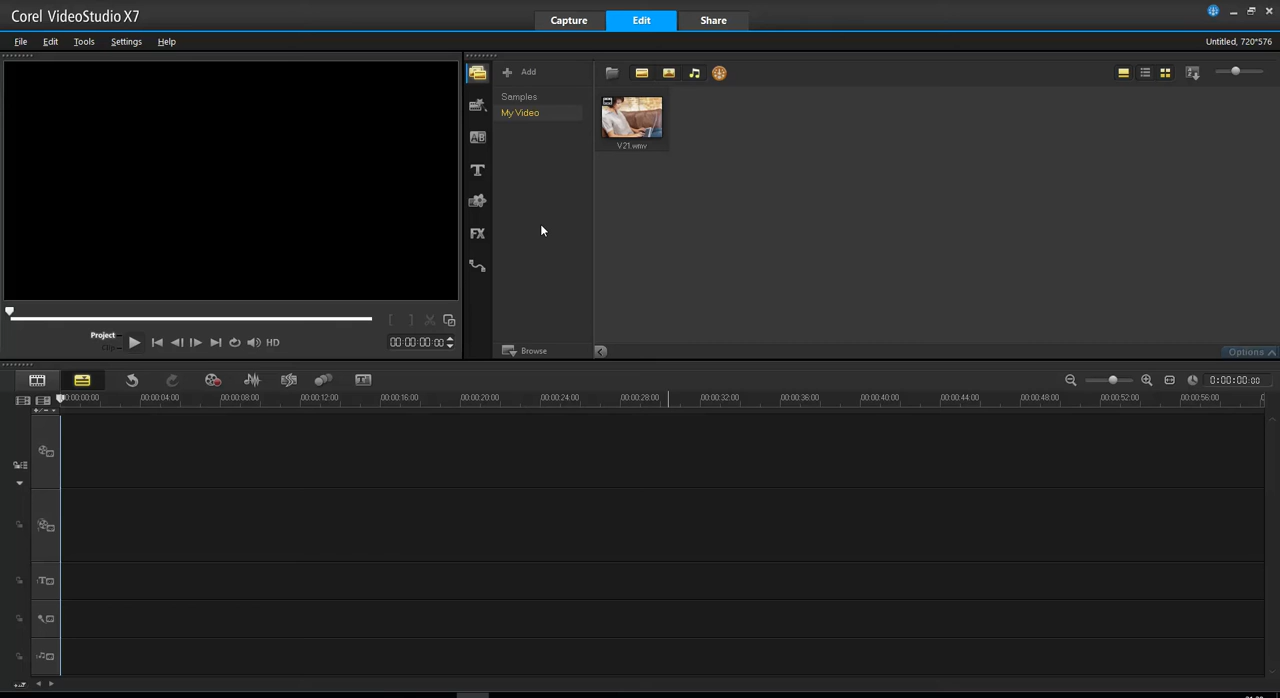 Corel VideoStudio X7
Capture
Edit
Share
File
Edit
Tools
Settings
Help
Untitled, 720*576
Add
Samples
My Video
V21.wmv
AB
T
FX
Browse
Options
Project
Clip
HD
00:00:00:00
0:00:00:00
00:00:00:00
00:00:04:00
00:00:08:00
00:00:12:00
00:00:16:00
00:00:20:00
00:00:24:00
00:00:28:00
00:00:32:00
00:00:36:00
00:00:40:00
00:00:44:00
00:00:48:00
00:00:52:00
00:00:56:00